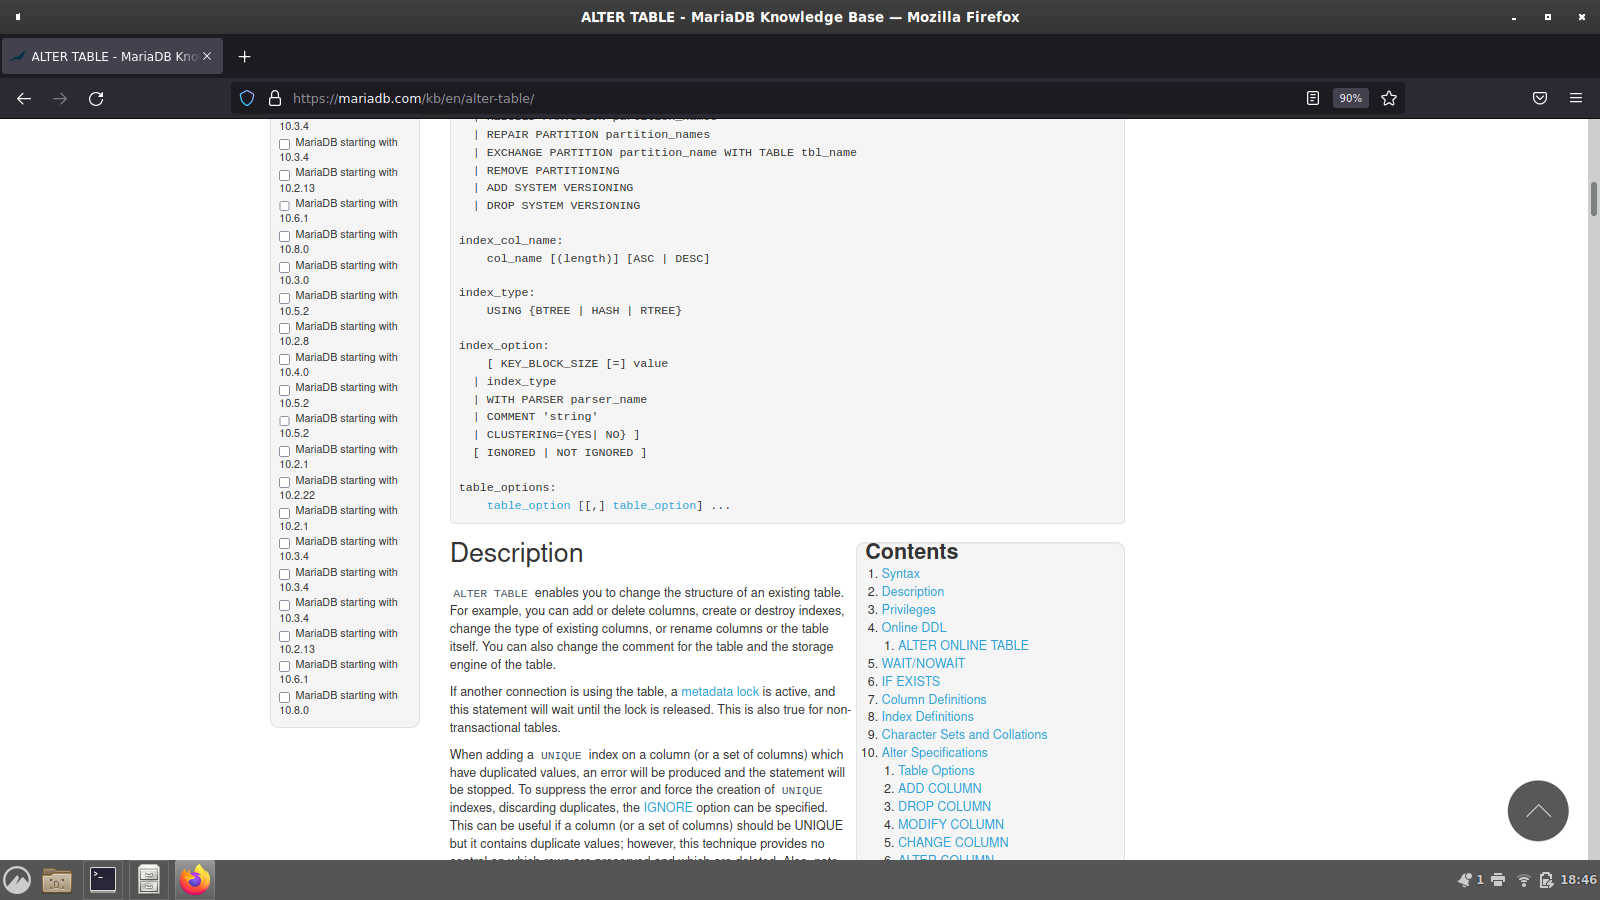 ALTER TABLE - MariaDB Knowledge Base — Mozilla Firefox
ALTER TABLE - MariaDB Kno
https://mariadb.com/kb/en/alter-table/
90%
10.3.4
MariaDB starting with
10.3.4
MariaDB starting with
10.2.13
MariaDB starting with
10.6.1
MariaDB starting with
10.8.0
MariaDB starting with
10.3.0
MariaDB starting with
10.5.2
MariaDB starting with
10.2.8
MariaDB starting with
10.4.0
MariaDB starting with
10.5.2
MariaDB starting with
10.5.2
MariaDB starting with
10.2.1
MariaDB starting with
10.2.22
MariaDB starting with
10.2.1
MariaDB starting with
10.3.4
MariaDB starting with
10.3.4
MariaDB starting with
10.3.4
MariaDB starting with
10.2.13
MariaDB starting with
10.6.1
MariaDB starting with
10.8.0
| REPAIR PARTITION partition_names
| EXCHANGE PARTITION partition_name WITH TABLE tbl_name
| REMOVE PARTITIONING
| ADD SYSTEM VERSIONING
| DROP SYSTEM VERSIONING
index_col_name:
col_name [(length)] [ASC | DESC]
index_type:
USING {BTREE | HASH | RTREE}
index_option:
[ KEY_BLOCK_SIZE [=] value
| index_type
| WITH PARSER parser_name
| COMMENT 'string'
| CLUSTERING={YES| NO} ]
[ IGNORED | NOT IGNORED ]
table_options:
table_option [[,] table_option] ...
Description
ALTER TABLE enables you to change the structure of an existing table.
For example, you can add or delete columns, create or destroy indexes,
change the type of existing columns, or rename columns or the table
itself. You can also change the comment for the table and the storage
engine of the table.
If another connection is using the table, a metadata lock is active, and
this statement will wait until the lock is released. This is also true for non-
transactional tables.
When adding a UNIQUE index on a column (or a set of columns) which
have duplicated values, an error will be produced and the statement will
be stopped. To suppress the error and force the creation of UNIQUE
indexes, discarding duplicates, the IGNORE option can be specified.
This can be useful if a column (or a set of columns) should be UNIQUE
but it contains duplicate values; however, this technique provides no
Contents
1. Syntax
2. Description
3. Privileges
4. Online DDL
1. ALTER ONLINE TABLE
5. WAIT/NOWAIT
6. IF EXISTS
7. Column Definitions
8. Index Definitions
9. Character Sets and Collations
10. Alter Specifications
1. Table Options
2. ADD COLUMN
3. DROP COLUMN
4. MODIFY COLUMN
5. CHANGE COLUMN
6. ALTER COLUMN
1
18:46